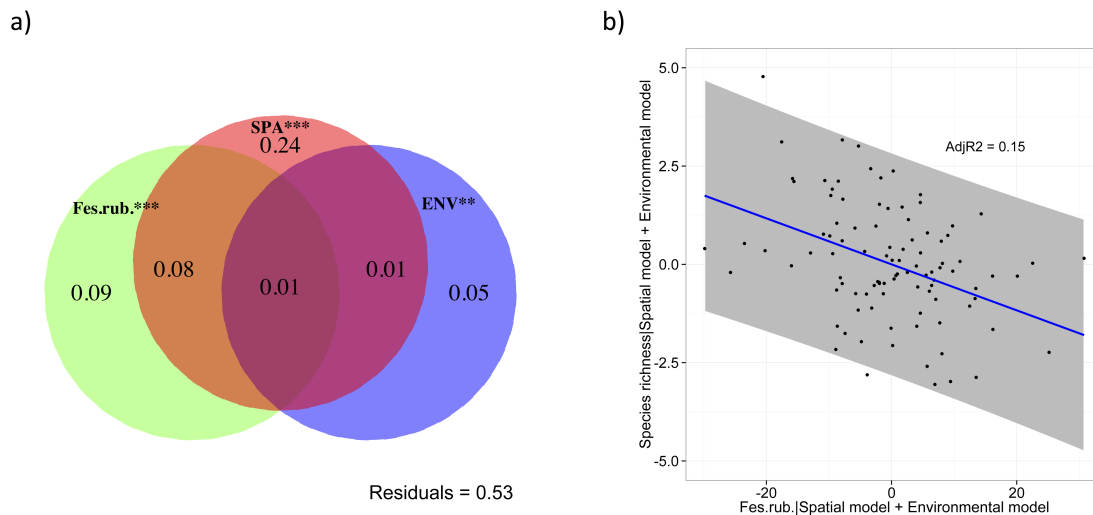 a)
SPA***
0.24
Fes.rub.***
ENV**
0.08
0.01
0.09
0.01
0.05
Residuals = 0.53
b)
Species richness|Spatial model + Environmental model
5.0
2.5
0.0
-2.5
-5.0
AdjR2 = 0.15
-20
0
20
Fes.rub.|Spatial model + Environmental model